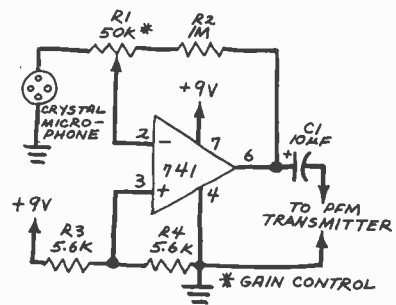 R1
50K *
R2
1M
+9V
CRYSTAL
MICRO-
PHONE
2
-
7
741
6
3
+
4
C1
10µF
+
TO PFM
TRANSMITTER
+9V
R3
5.6K
R4
5.6K
* GAIN CONTROL